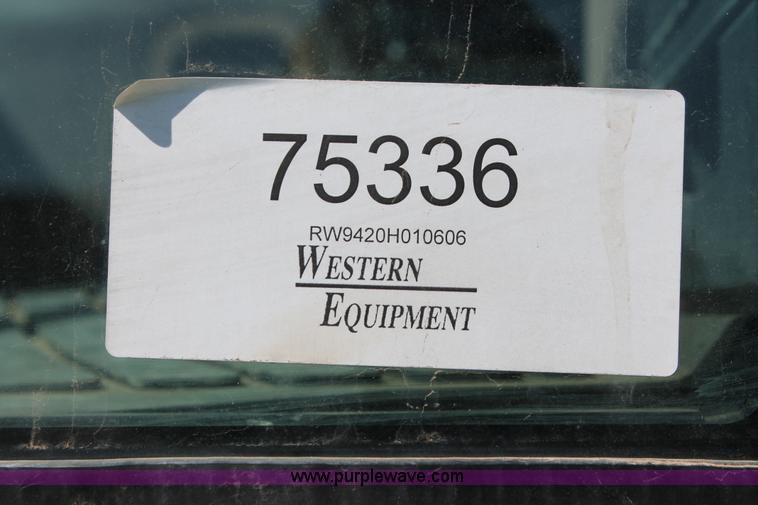 75336
RW9420H010606
WESTERN
EQUIPMENT
www.purplewave.com